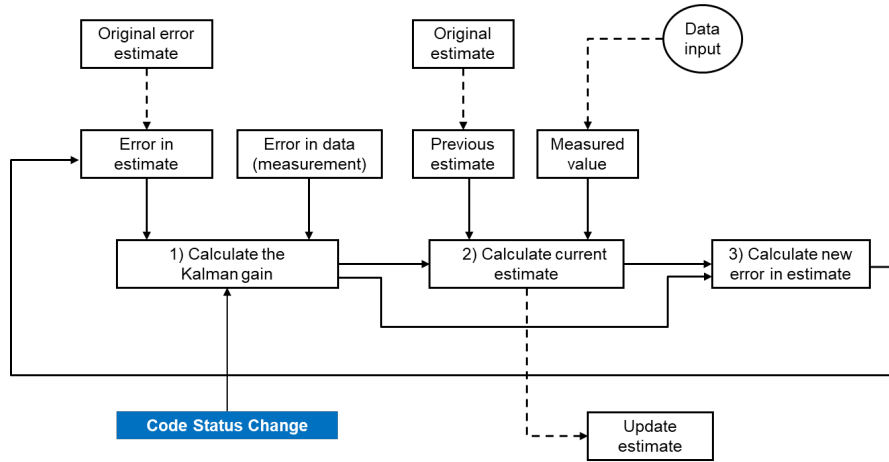 Original error
estimate
Original
estimate
Data
input
Error in
estimate
Error in data
(measurement)
Previous
estimate
Measured
value
1) Calculate the
Kalman gain
2) Calculate current
estimate
3) Calculate new
error in estimate
Code Status Change
Update
estimate